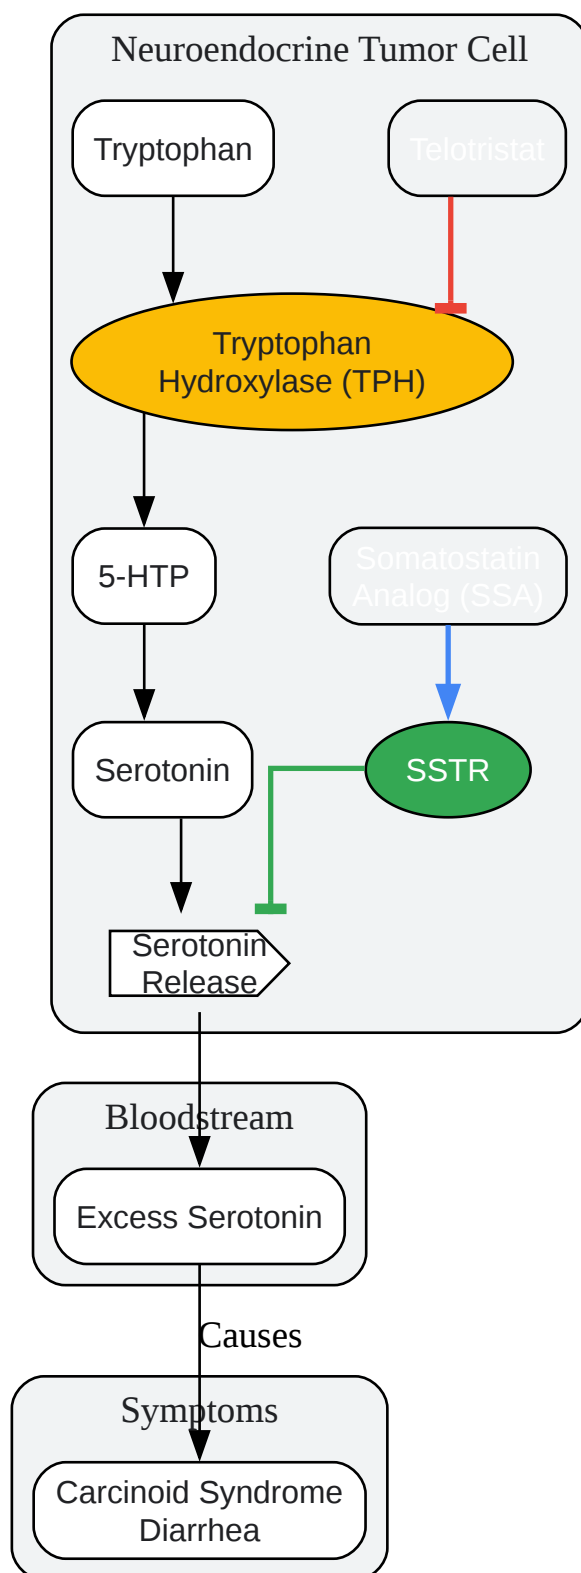 Neuroendocrine Tumor Cell
Tryptophan
Telotristat
Tryptophan
Hydroxylase (TPH)
5-HTP
Somatostatin
Analog (SSA)
Serotonin
SSTR
Serotonin
Release
Bloodstream
Excess Serotonin
Causes
Symptoms
Carcinoid Syndrome
Diarrhea